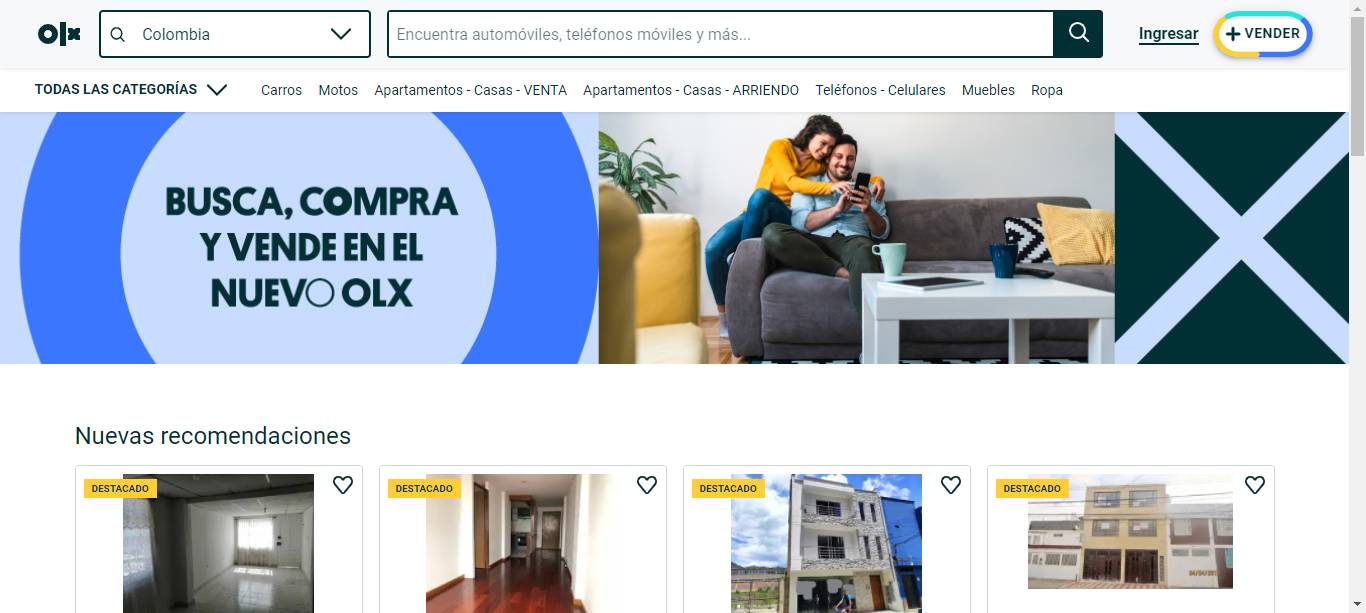 olx
Colombia
Encuentra automóviles, teléfonos móviles y más...
Ingresar
VENDER
TODAS LAS CATEGORÍAS
Carros
Motos
Apartamentos - Casas - VENTA
Apartamentos - Casas - ARRIENDO
Teléfonos - Celulares
Muebles
Ropa
BUSCA, COMPRA
Y VENDE EN EL
NUEVO OLX
Nuevas recomendaciones
DESTACADO
DESTACADO
DESTACADO
DESTACADO